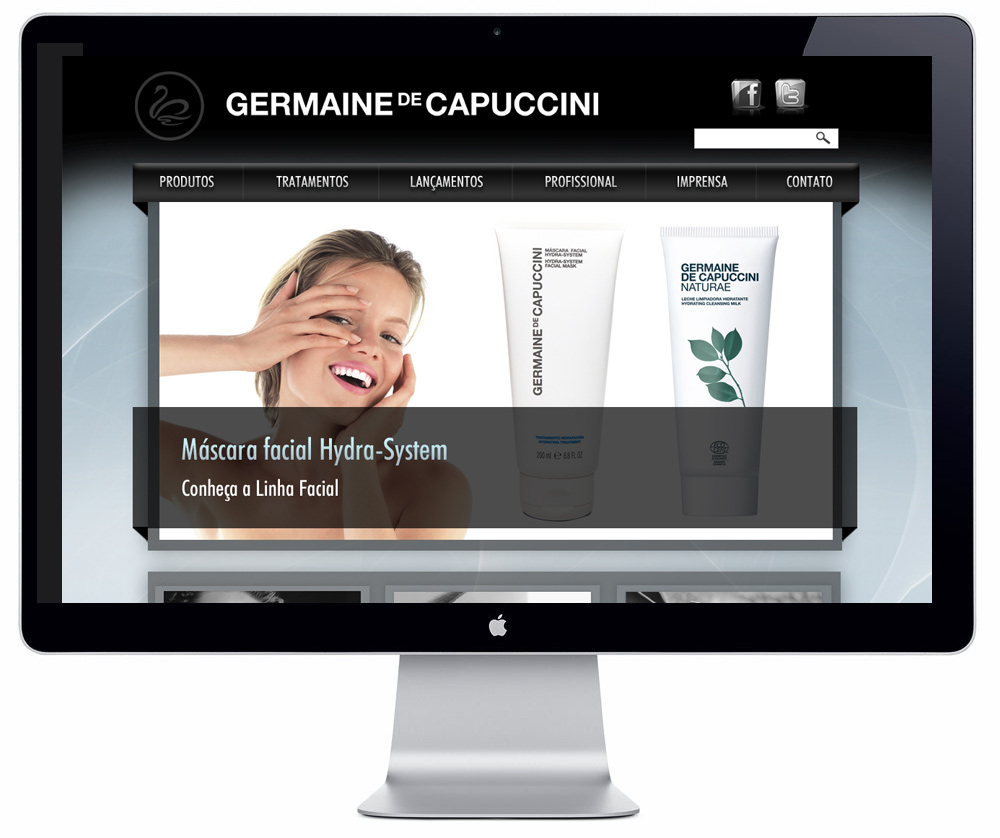 GERMAINE DE CAPUCCINI
PRODUTOS TRATAMENTOS LANÇAMENTOS PROFISSIONAL IMPRENSA CONTATO
GERMAINE DE CAPUCCINI
MÁSCARA FACIAL
HYDRA-SYSTEM
HYDRA-SYSTEM
FACIAL MASK
200 ml e 6.8 FL.OZ
GERMAINE
DE CAPUCCINI
NATURAE
LECHE LIMPIADORA HIDRATANTE
HYDRATING CLEANSING MILK
Máscara facial Hydra-System
Conheça a Linha Facial